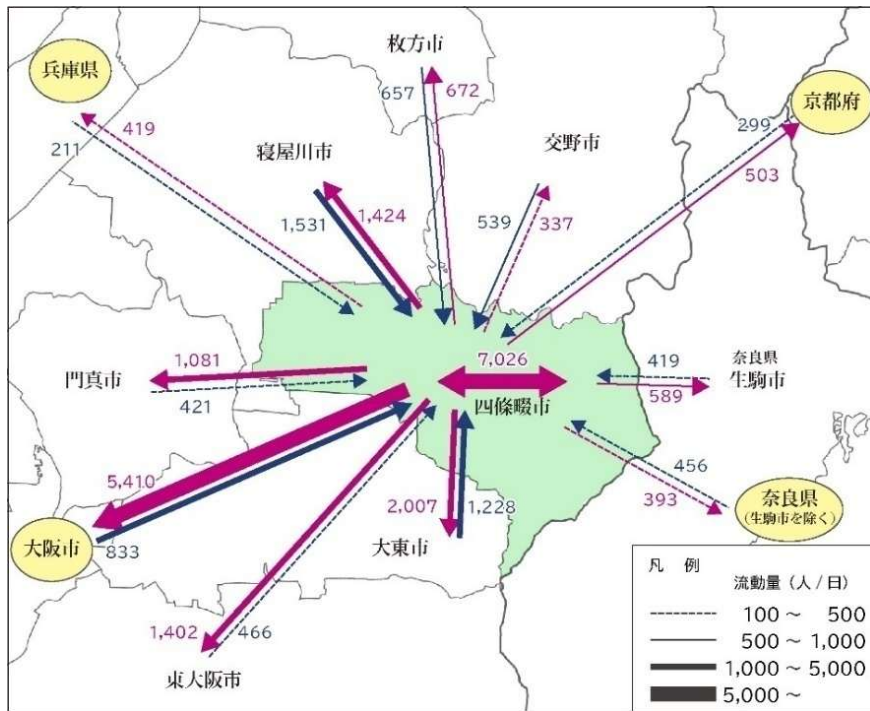 枚方市
兵庫県
京都府
657
672
299
419
211
寝屋川市
交野市
503
1,531
1,424
539
337
奈良県
生駒市
門真市
1,081
421
7,026
四條畷市
419
589
5,410
833
大阪市
2,007
1,228
大東市
456
393
奈良県
(生駒市を除く)
1,402
466
東大阪市
凡 例
流動量（人/日）
100 ～ 500
500 ～ 1,000
1,000 ～ 5,000
5,000 ～